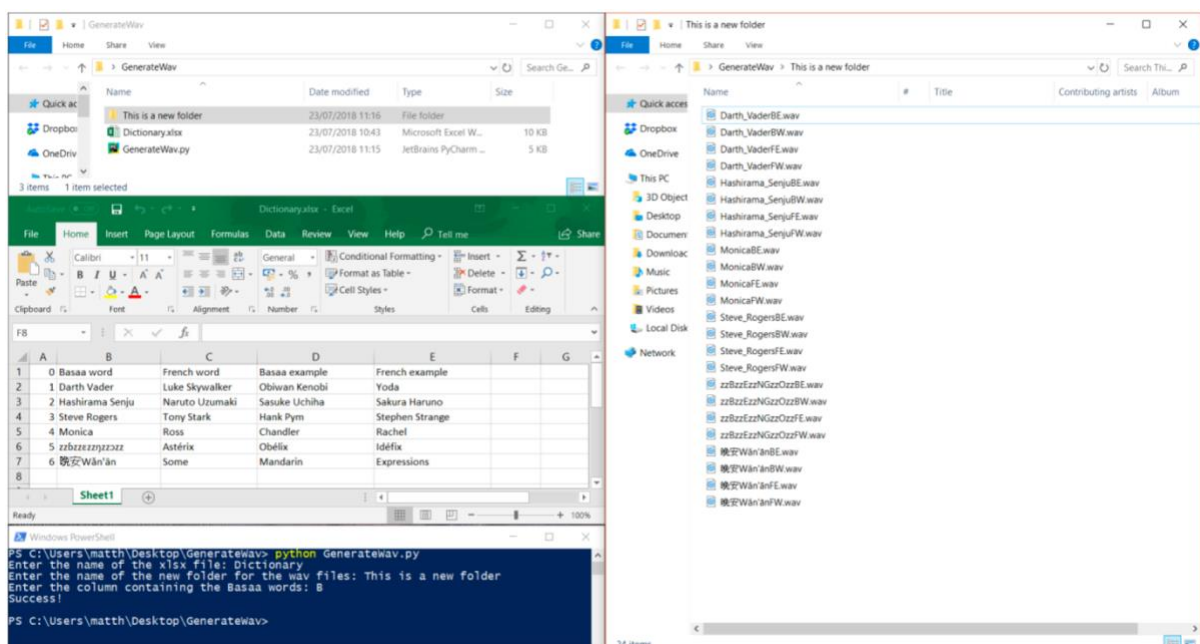 GenerateWav
File Home Share View
GenerateWav
Search Ge...
Name Date modified Type Size
Quick ac
This is a new folder 23/07/2018 11:16 File folder
Dictionary.xlsx 23/07/2018 10:43 Microsoft Excel W... 10 KB
GenerateWav.py 23/07/2018 11:15 JetBrains PyCharm ... 5 KB
Dropbo
OneDriv
This PC
3 items 1 item selected
Dictionary.xlsx - Excel
File Home Insert Page Layout Formulas Data Review View Help Tell me Share
Paste
Calibri 11
B I U
General
Conditional Formatting
Format as Table
Cell Styles
Insert
Delete
Format
Clipboard Font Alignment Number Styles Cells Editing
F8 fx
A B C D E F G
1 0 Basaa word French word Basaa example French example
2 1 Darth Vader Luke Skywalker Obiwan Kenobi Yoda
3 2 Hashirama Senju Naruto Uzumaki Sasuke Uchiha Sakura Haruno
4 3 Steve Rogers Tony Stark Hank Pym Stephen Strange
5 4 Monica Ross Chandler Rachel
6 5 Astérix Obélix Idéfix
7 6 晚安Wǎn'ān Some Mandarin Expressions
8
Sheet1
Ready 100%
Windows PowerShell
PS C:\Users\matth\Desktop\GenerateWav> python GenerateWav.py
Enter the name of the xlsx file: Dictionary
Enter the name of the new folder for the wav files: This is a new folder
Enter the column containing the Basaa words: B
Success!
PS C:\Users\matth\Desktop\GenerateWav>
This is a new folder
File Home Share View
GenerateWav > This is a new folder
Search Thi...
Name # Title Contributing artists Album
Quick acces
Dropbox
OneDrive
This PC
3D Object
Desktop
Documen
Downloac
Music
Pictures
Videos
Local Disk
Network
Darth_VaderBE.wav
Darth_VaderBW.wav
Darth_VaderFE.wav
Darth_VaderFW.wav
Hashirama_SenjuBE.wav
Hashirama_SenjuBW.wav
Hashirama_SenjuFE.wav
Hashirama_SenjuFW.wav
MonicaBE.wav
MonicaBW.wav
MonicaFE.wav
MonicaFW.wav
Steve_RogersBE.wav
Steve_RogersBW.wav
Steve_RogersFE.wav
Steve_RogersFW.wav
zzBzzEzzNGzzOzzBE.wav
zzBzzEzzNGzzOzzBW.wav
zzBzzEzzNGzzOzzFE.wav
zzBzzEzzNGzzOzzFW.wav
晚安Wǎn'ānBE.wav
晚安Wǎn'ānBW.wav
晚安Wǎn'ānFE.wav
晚安Wǎn'ānFW.wav
24 items